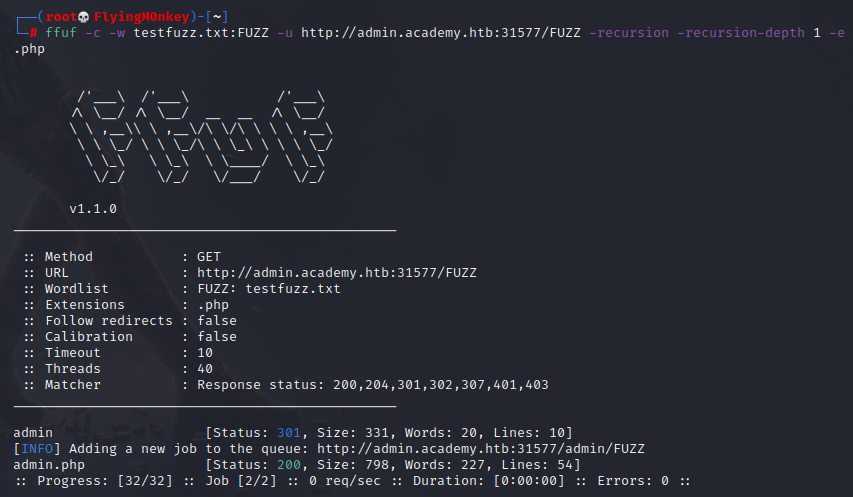 ┌──(root💀FlyingM0nkey)-[~]
└─# ffuf -c -w testfuzz.txt:FUZZ -u http://admin.academy.htb:31577/FUZZ -recursion -recursion-depth 1 -e
.php
v1.1.0
:: Method : GET
:: URL : http://admin.academy.htb:31577/FUZZ
:: Wordlist : FUZZ: testfuzz.txt
:: Extensions : .php
:: Follow redirects : false
:: Calibration : false
:: Timeout : 10
:: Threads : 40
:: Matcher : Response status: 200,204,301,302,307,401,403
admin [Status: 301, Size: 331, Words: 20, Lines: 10]
[INFO] Adding a new job to the queue: http://admin.academy.htb:31577/admin/FUZZ
admin.php [Status: 200, Size: 798, Words: 227, Lines: 54]
:: Progress: [32/32] :: Job [2/2] :: 0 req/sec :: Duration: [0:00:00] :: Errors: 0 ::